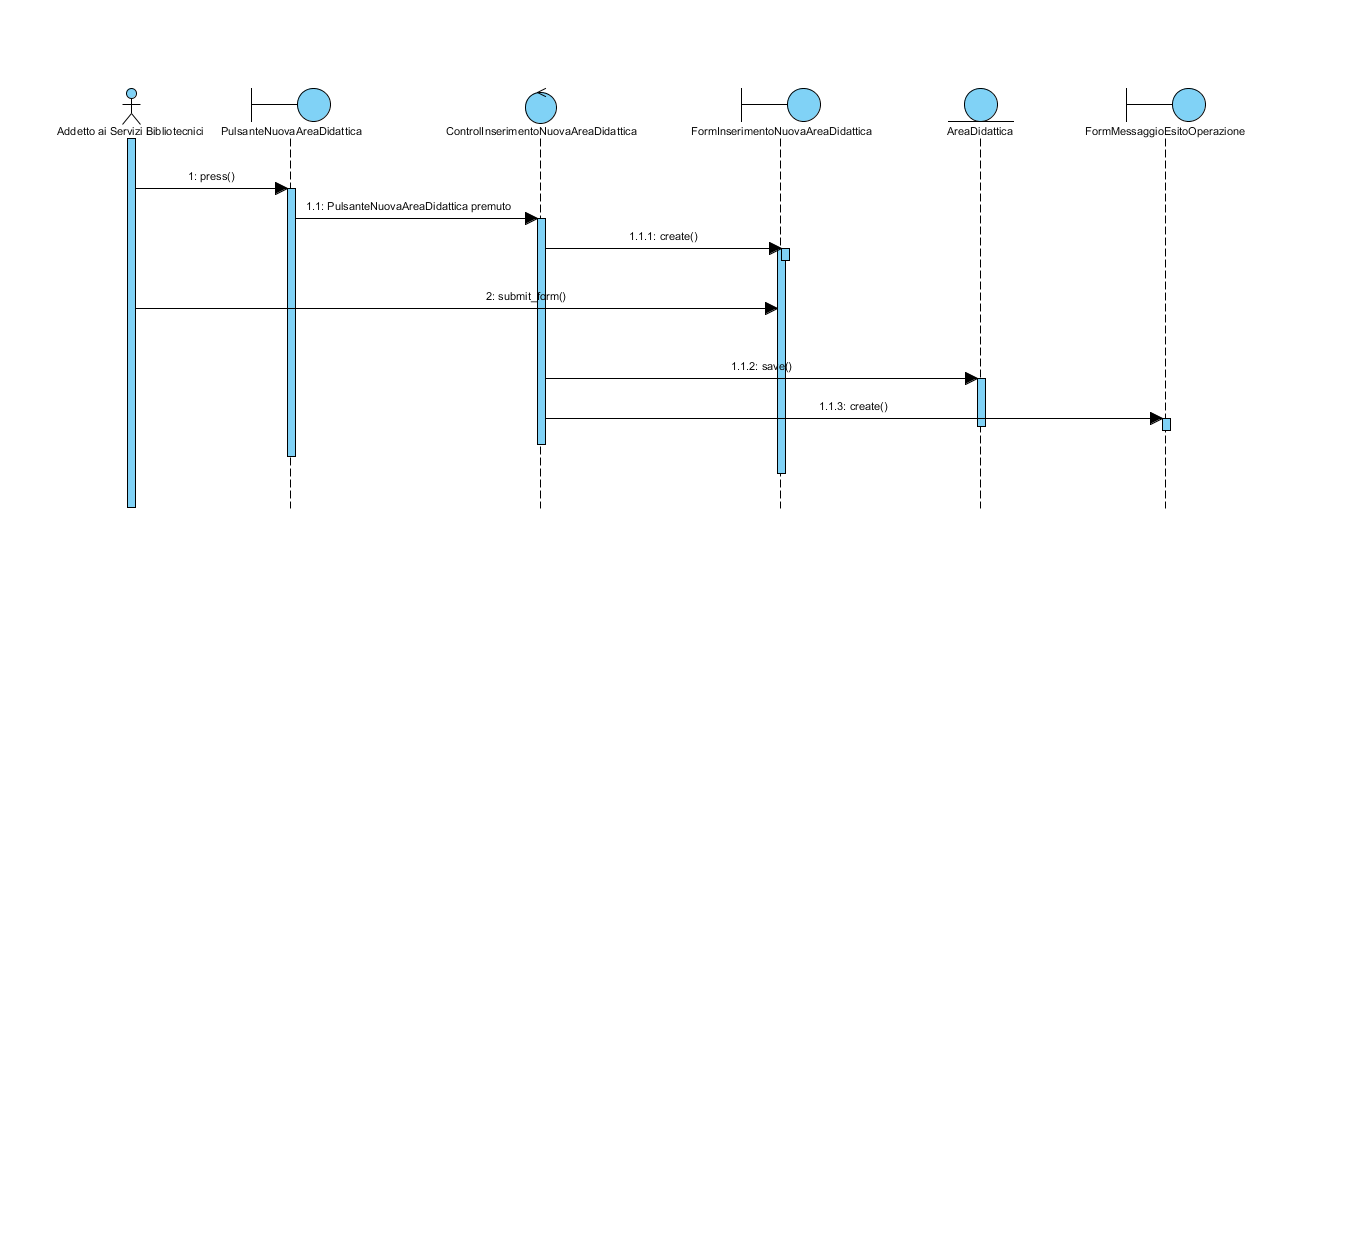 Addetto ai Servizi Bibliotecnici
PulsanteNuovaAreaDidattica
ControlInserimentoNuovaAreaDidattica
FormInserimentoNuovaAreaDidattica
AreaDidattica
FormMessaggioEsitoOperazione
1: press()
1.1: PulsanteNuovaAreaDidattica premuto
1.1.1: create()
2: submit_form()
1.1.2: save()
1.1.3: create()